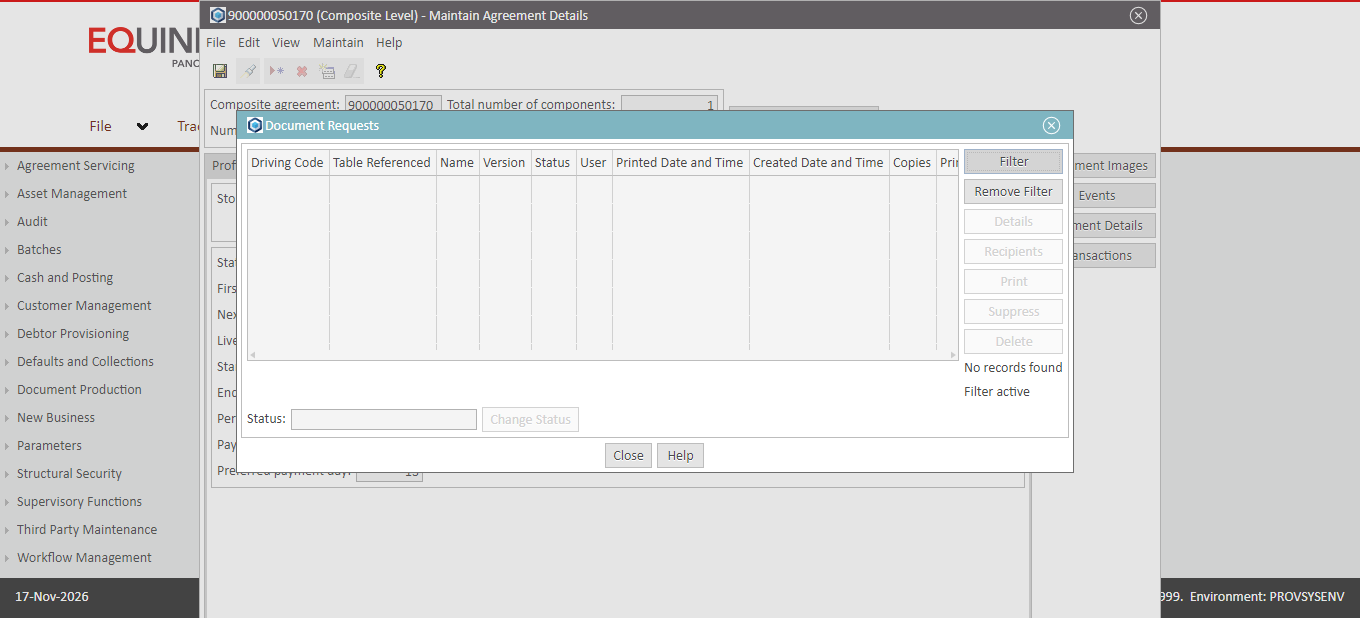 900000050170 (Composite Level) - Maintain Agreement Details
EQUINI
PANO
File Edit View Maintain Help
Composite agreement: 900000050170 Total number of components: 1
Num
File Tra
Document Requests
Agreement Servicing
Asset Management
Audit
Batches
Cash and Posting
Customer Management
Debtor Provisioning
Defaults and Collections
Document Production
New Business
Parameters
Structural Security
Supervisory Functions
Third Party Maintenance
Workflow Management
Prof
Sto
Sta
Firs
Nex
Live
Sta
End
Per
Pay
Preferred payment day: 15
Driving Code Table Referenced Name Version Status User Printed Date and Time Created Date and Time Copies Prin
Filter
Remove Filter
Details
Recipients
Print
Suppress
Delete
No records found
Filter active
Status: Change Status
Close Help
ment Images
Events
ment Details
ansactions
17-Nov-2026
999. Environment: PROVSYSENV